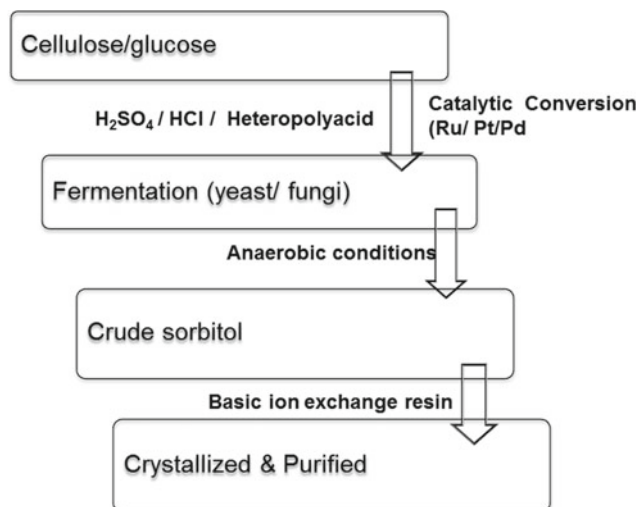 Cellulose/glucose
H₂SO₄ / HCl / Heteropolyacid
Catalytic Conversion
(Ru/ Pt/Pd
Fermentation (yeast/ fungi)
Anaerobic conditions
Crude sorbitol
Basic ion exchange resin
Crystallized & Purified